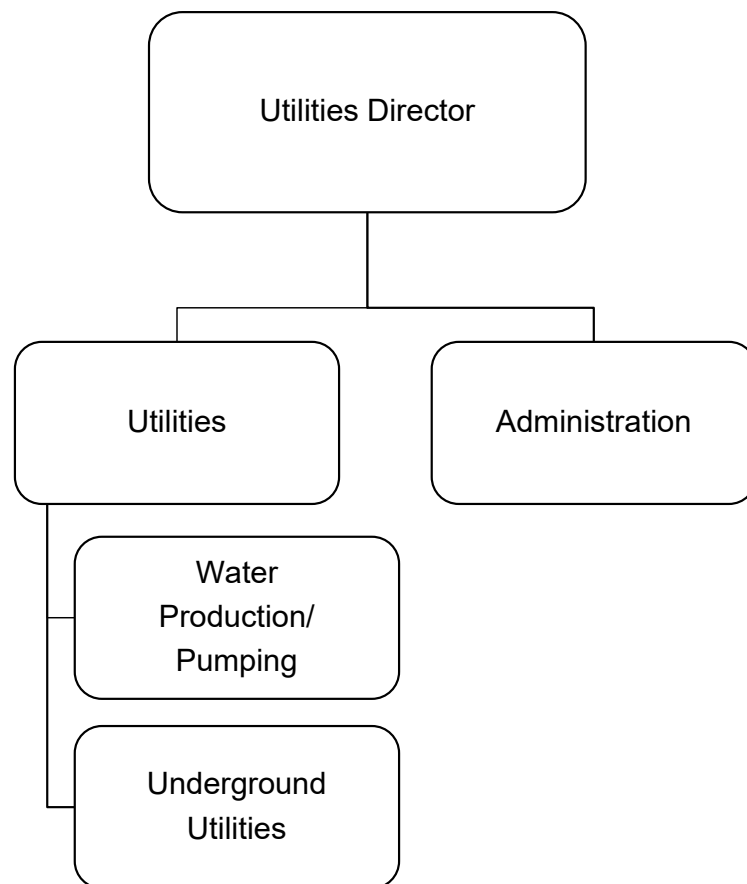 Utilities Director
Utilities
Administration
Water
Production/
Pumping
Underground
Utilities